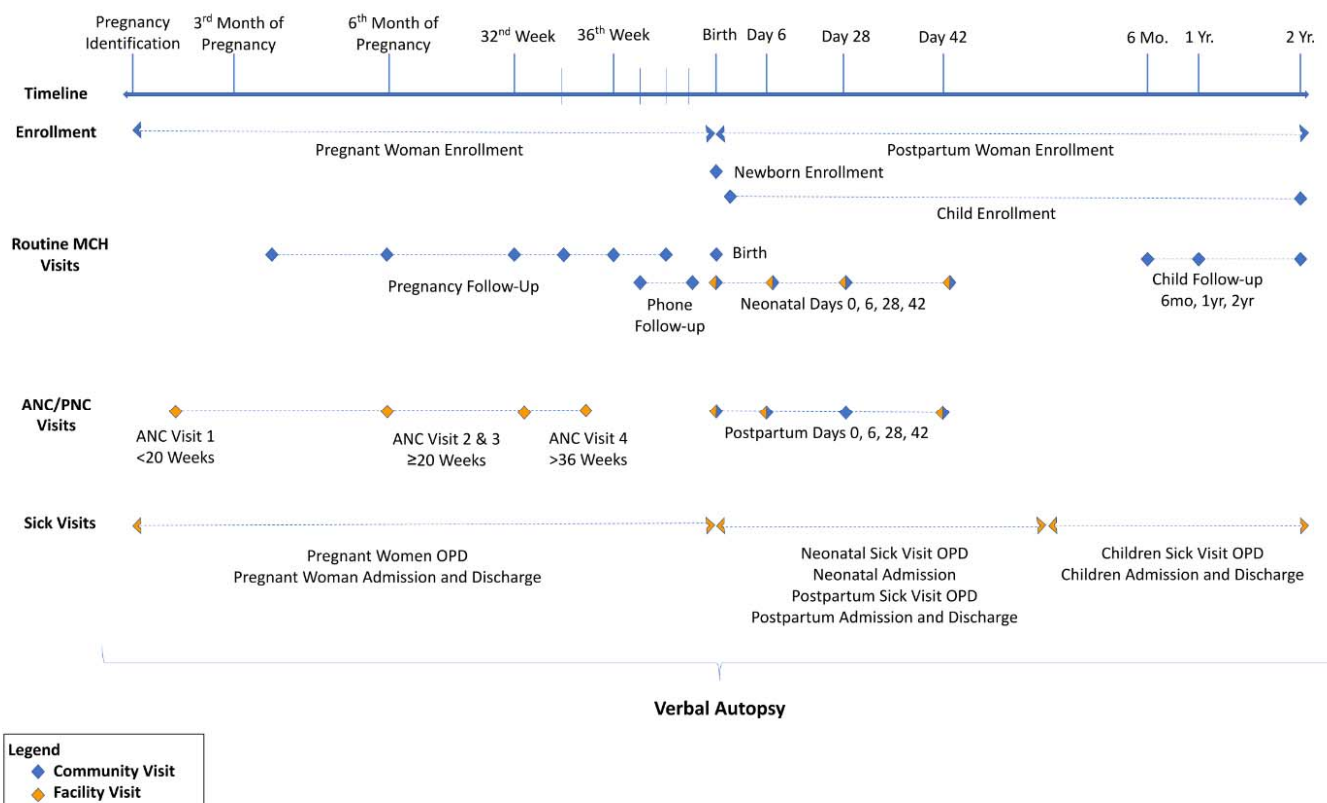 Pregnancy
Identification
3rd Month of
Pregnancy
6th Month of
Pregnancy
32nd Week
36th Week
Birth
Day 6
Day 28
Day 42
6 Mo.
1 Yr.
2 Yr.
Timeline
Enrollment
Pregnant Woman Enrollment
Postpartum Woman Enrollment
Newborn Enrollment
Child Enrollment
Routine MCH
Visits
Birth
Pregnancy Follow-Up
Phone
Follow-up
Neonatal Days 0, 6, 28, 42
Child Follow-up
6mo, 1yr, 2yr
ANC/PNC
Visits
ANC Visit 1
<20 Weeks
ANC Visit 2 & 3
≥20 Weeks
ANC Visit 4
>36 Weeks
Postpartum Days 0, 6, 28, 42
Sick Visits
Pregnant Women OPD
Pregnant Woman Admission and Discharge
Neonatal Sick Visit OPD
Neonatal Admission
Postpartum Sick Visit OPD
Postpartum Admission and Discharge
Children Sick Visit OPD
Children Admission and Discharge
Verbal Autopsy
Legend
Community Visit
Facility Visit